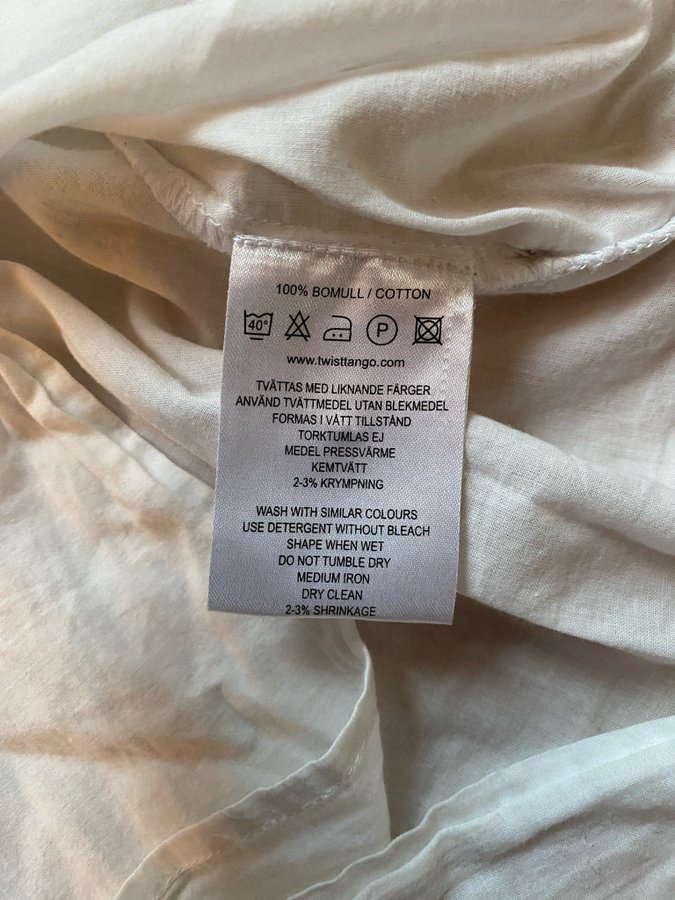 100% BOMULL / COTTON
40° P
www.twisttango.com
TVÄTTAS MED LIKNANDE FÄRGER
ANVÄND TVÄTTMEDEL UTAN BLEKMEDEL
FORMAS I VÅTT TILLSTÅND
TORKTUMLAS EJ
MEDEL PRESSVÄRME
KEMTVÄTT
2-3% KRYMPNING
WASH WITH SIMILAR COLOURS
USE DETERGENT WITHOUT BLEACH
SHAPE WHEN WET
DO NOT TUMBLE DRY
MEDIUM IRON
DRY CLEAN
2-3% SHRINKAGE